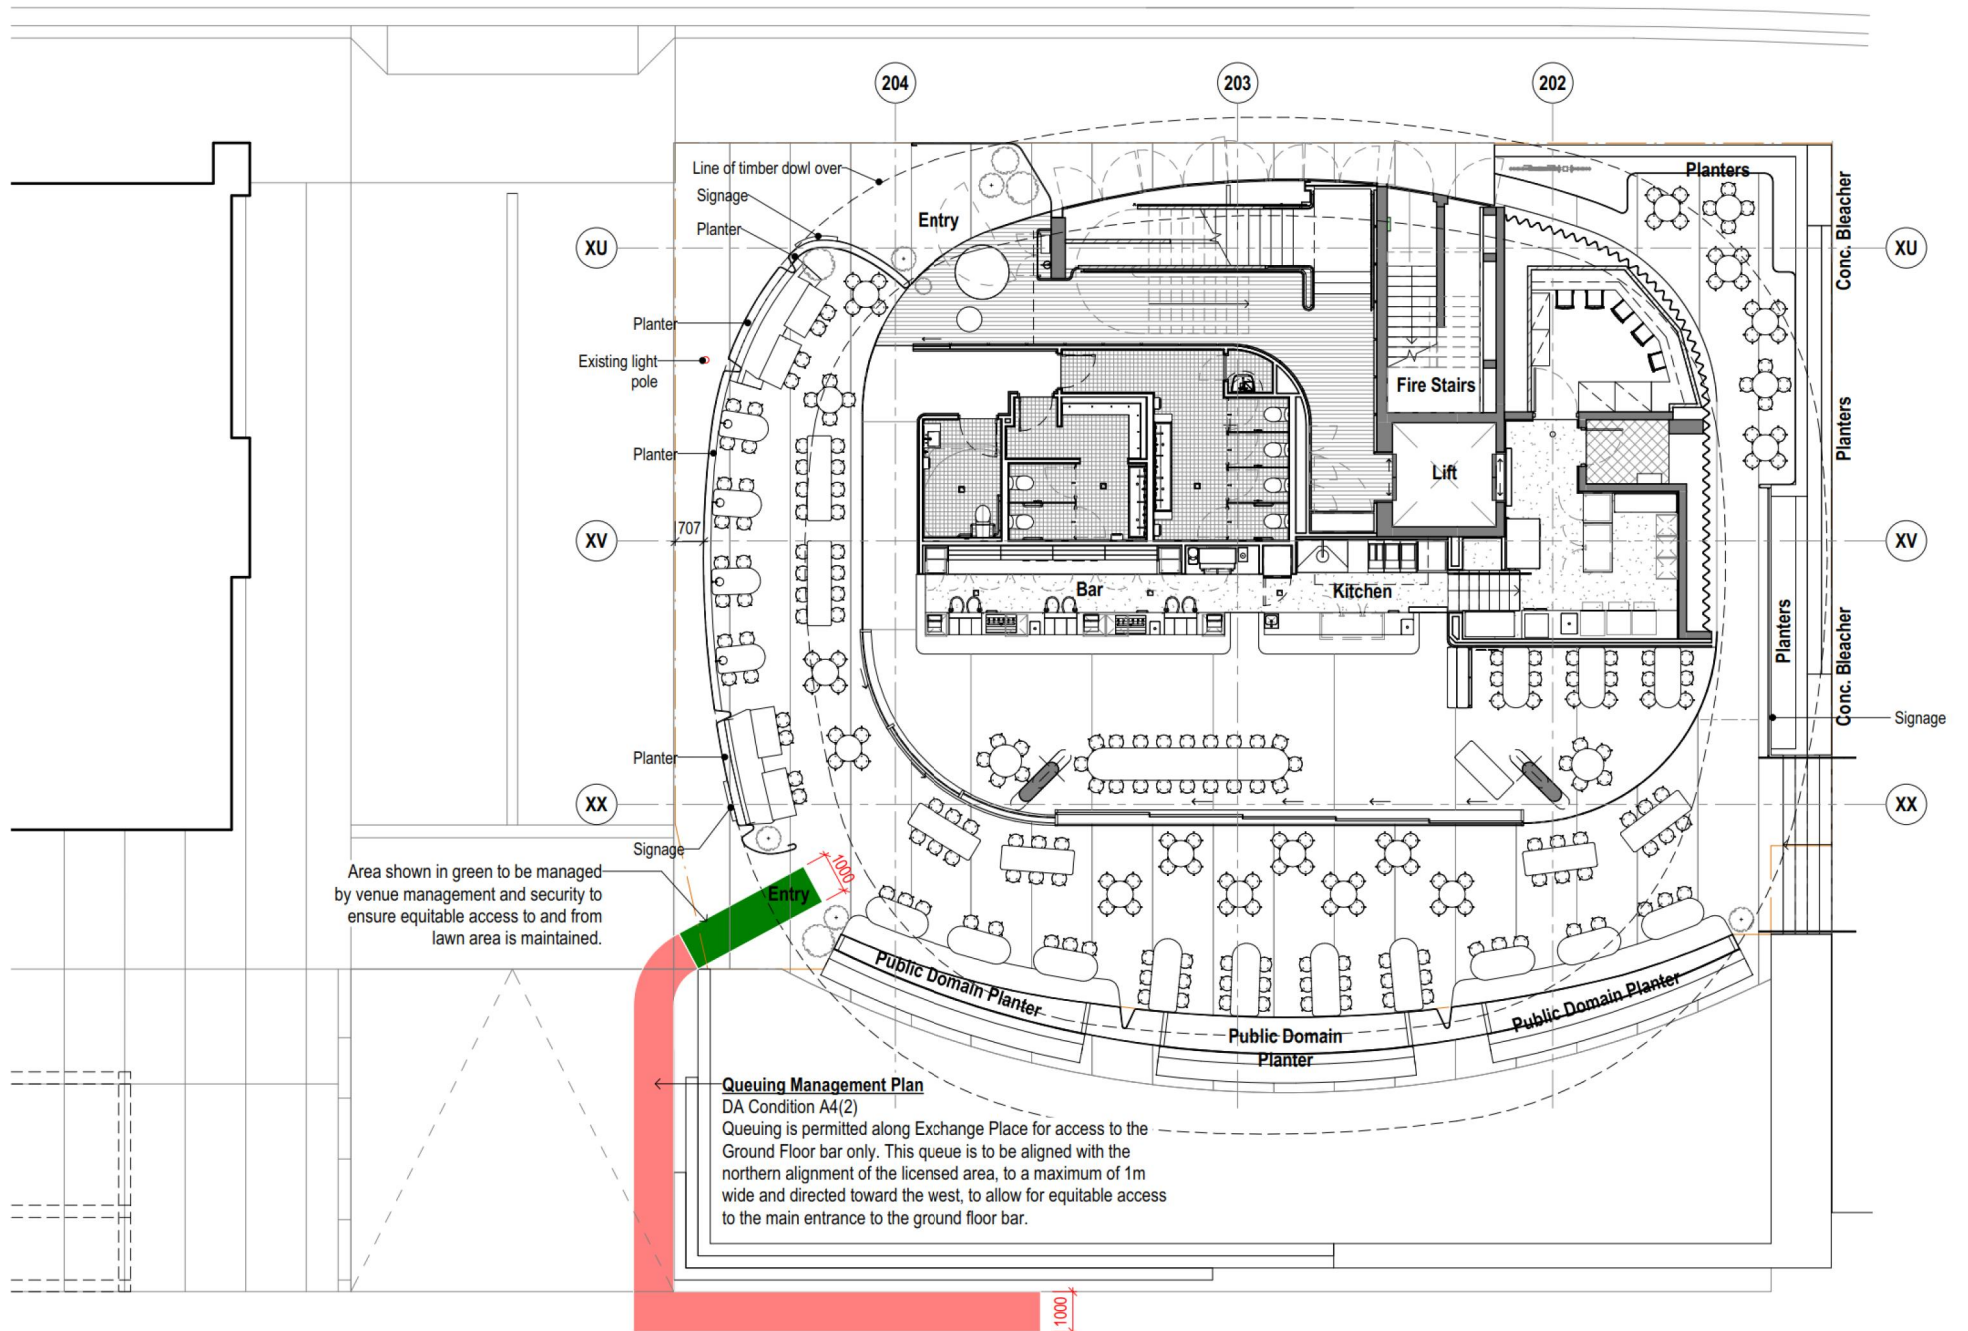 204
203
202
Line of timber dowl over
Signage
Planter
Entry
Planters
Conc. Bleacher
XU
XU
Planter
Existing light
pole
Fire Stairs
Planters
Planter
Lift
707
XV
XV
Bar
Kitchen
Planters
Conc. Bleacher
Signage
Planter
XX
XX
Signage
1000
Area shown in green to be managed
by venue management and security to
ensure equitable access to and from
lawn area is maintained.
Entry
Public Domain Planter
Public Domain
Planter
Public Domain Planter
Queuing Management Plan
DA Condition A4(2)
Queuing is permitted along Exchange Place for access to the
Ground Floor bar only. This queue is to be aligned with the
northern alignment of the licensed area, to a maximum of 1m
wide and directed toward the west, to allow for equitable access
to the main entrance to the ground floor bar.
1000